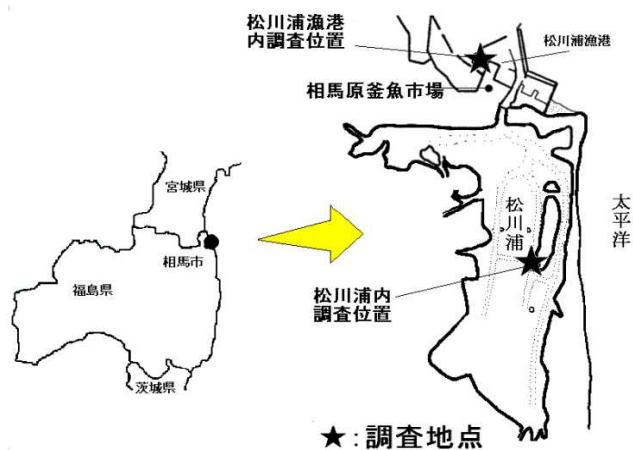 松川浦漁港
内調査位置
松川浦漁港
相馬原釜魚市場
宮城県
相馬市
福島県
茨城県
松川浦
太平洋
松川浦内
調査位置
★:調査地点